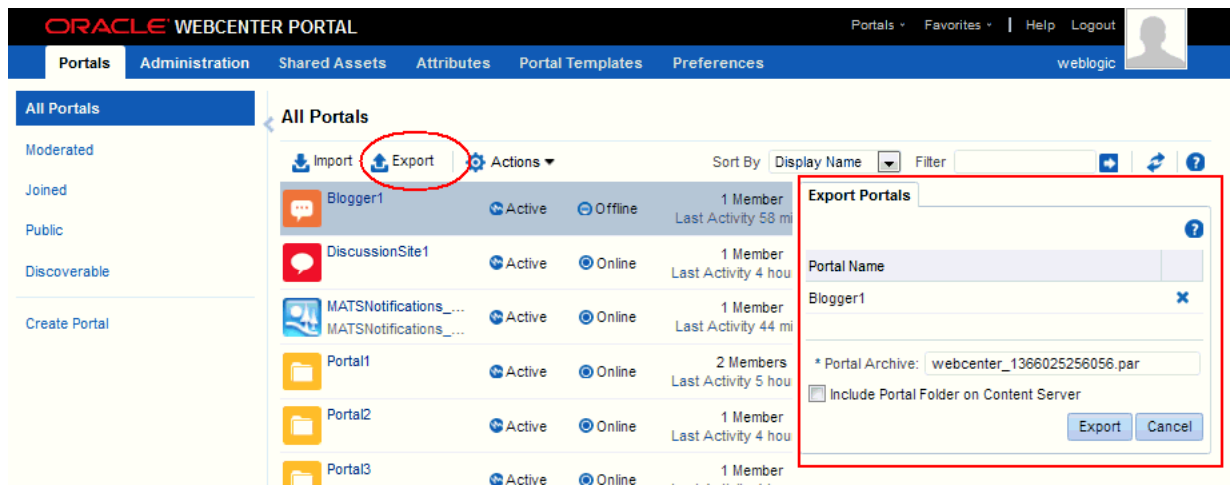 ORACLE WEBCENTER PORTAL Portals Favorites | Help Logout
Portals Administration Shared Assets Attributes Portal Templates Preferences weblogic
All Portals
Moderated
Joined
Public
Discoverable
Create Portal
All Portals
Import Export Actions Sort By Display Name Filter
Blogger1 Active Offline 1 Member
Last Activity 58 mi
DiscussionSite1 Active Online 1 Member
Last Activity 4 hou
MATSNotifications_... Active Online 1 Member
MATSNotifications_... Last Activity 44 mi
Portal1 Active Online 2 Members
Last Activity 5 hou
Portal2 Active Online 1 Member
Last Activity 4 hou
Portal3 Active Online 1 Member
Export Portals
Portal Name
Blogger1
* Portal Archive: webcenter_1366025256056.par
Include Portal Folder on Content Server
Export Cancel